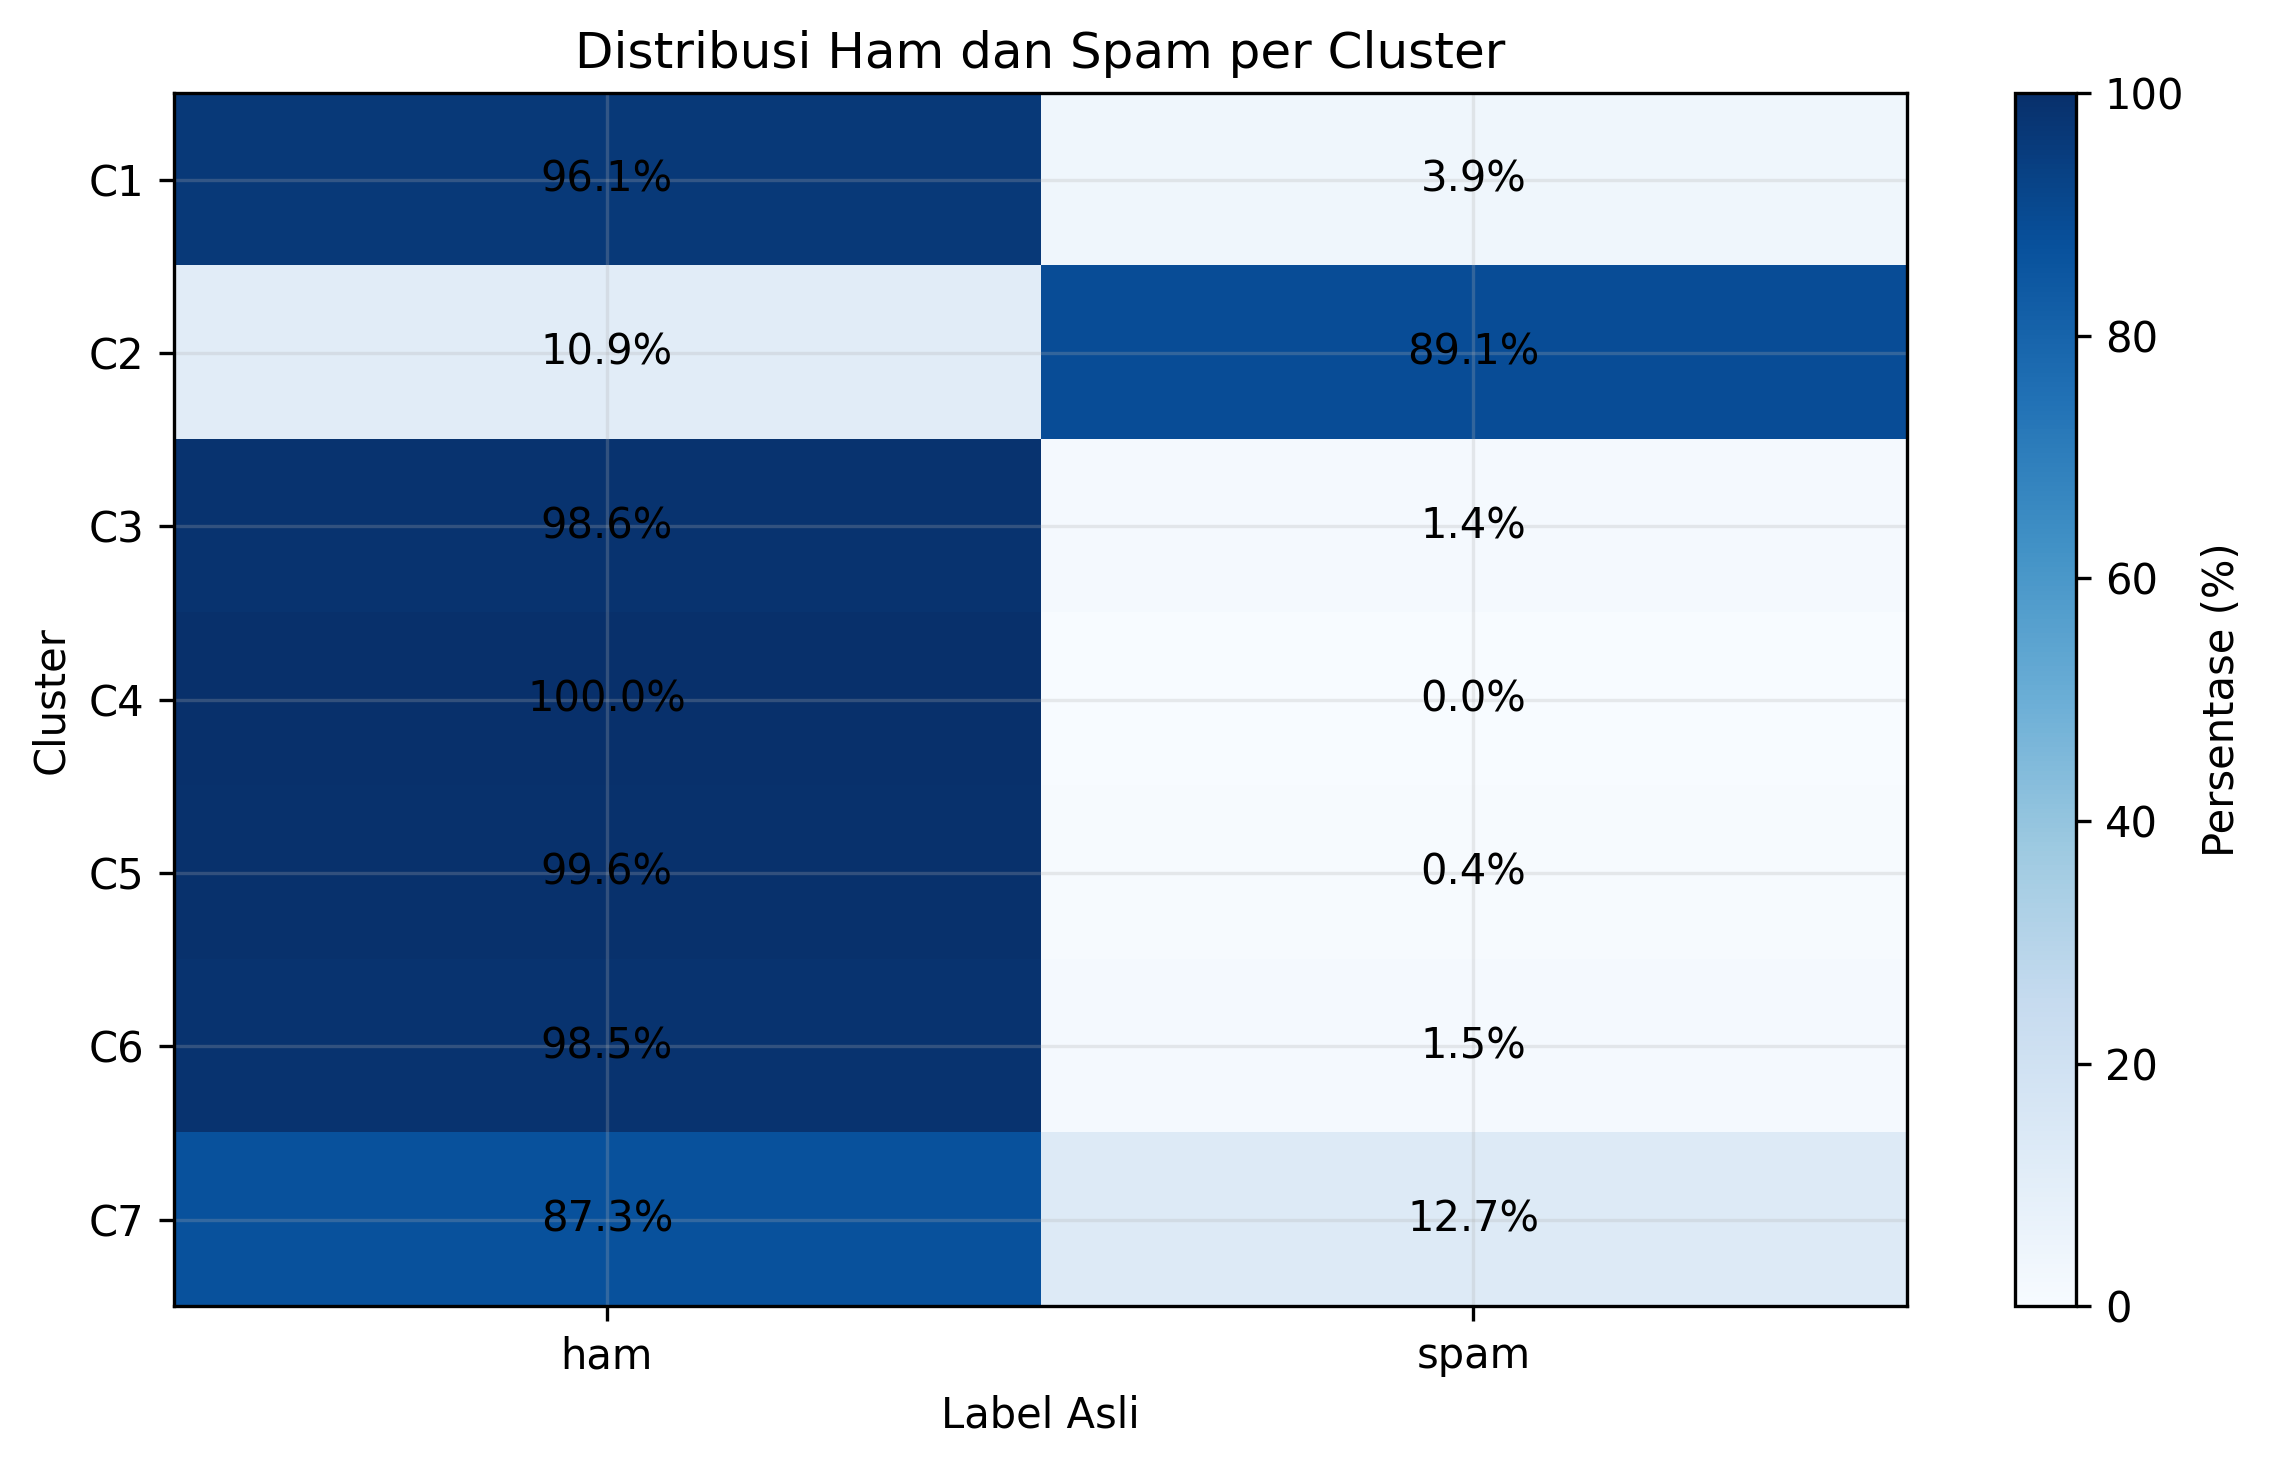 Distribusi Ham dan Spam per Cluster
C1 96.1% 3.9%
C2 10.9% 89.1%
C3 98.6% 1.4%
C4 100.0% 0.0%
C5 99.6% 0.4%
C6 98.5% 1.5%
C7 87.3% 12.7%
Cluster
ham spam
Label Asli
100
80
60
40
20
0
Persentase (%)